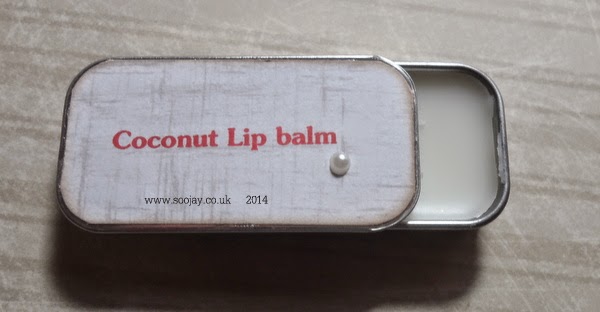 Coconut Lip balm
www.soojay.co.uk 2014